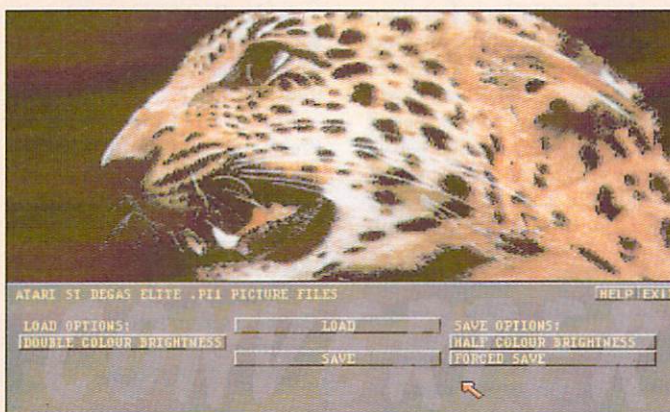 ATARI ST DEGAS ELITE .PI1 PICTURE FILES
HELP EXIT
LOAD OPTIONS:
LOAD
SAVE OPTIONS:
DOUBLE COLOUR BRIGHTNESS
HALF COLOUR BRIGHTNESS
SAVE
FORCED SAVE
CONVERTER